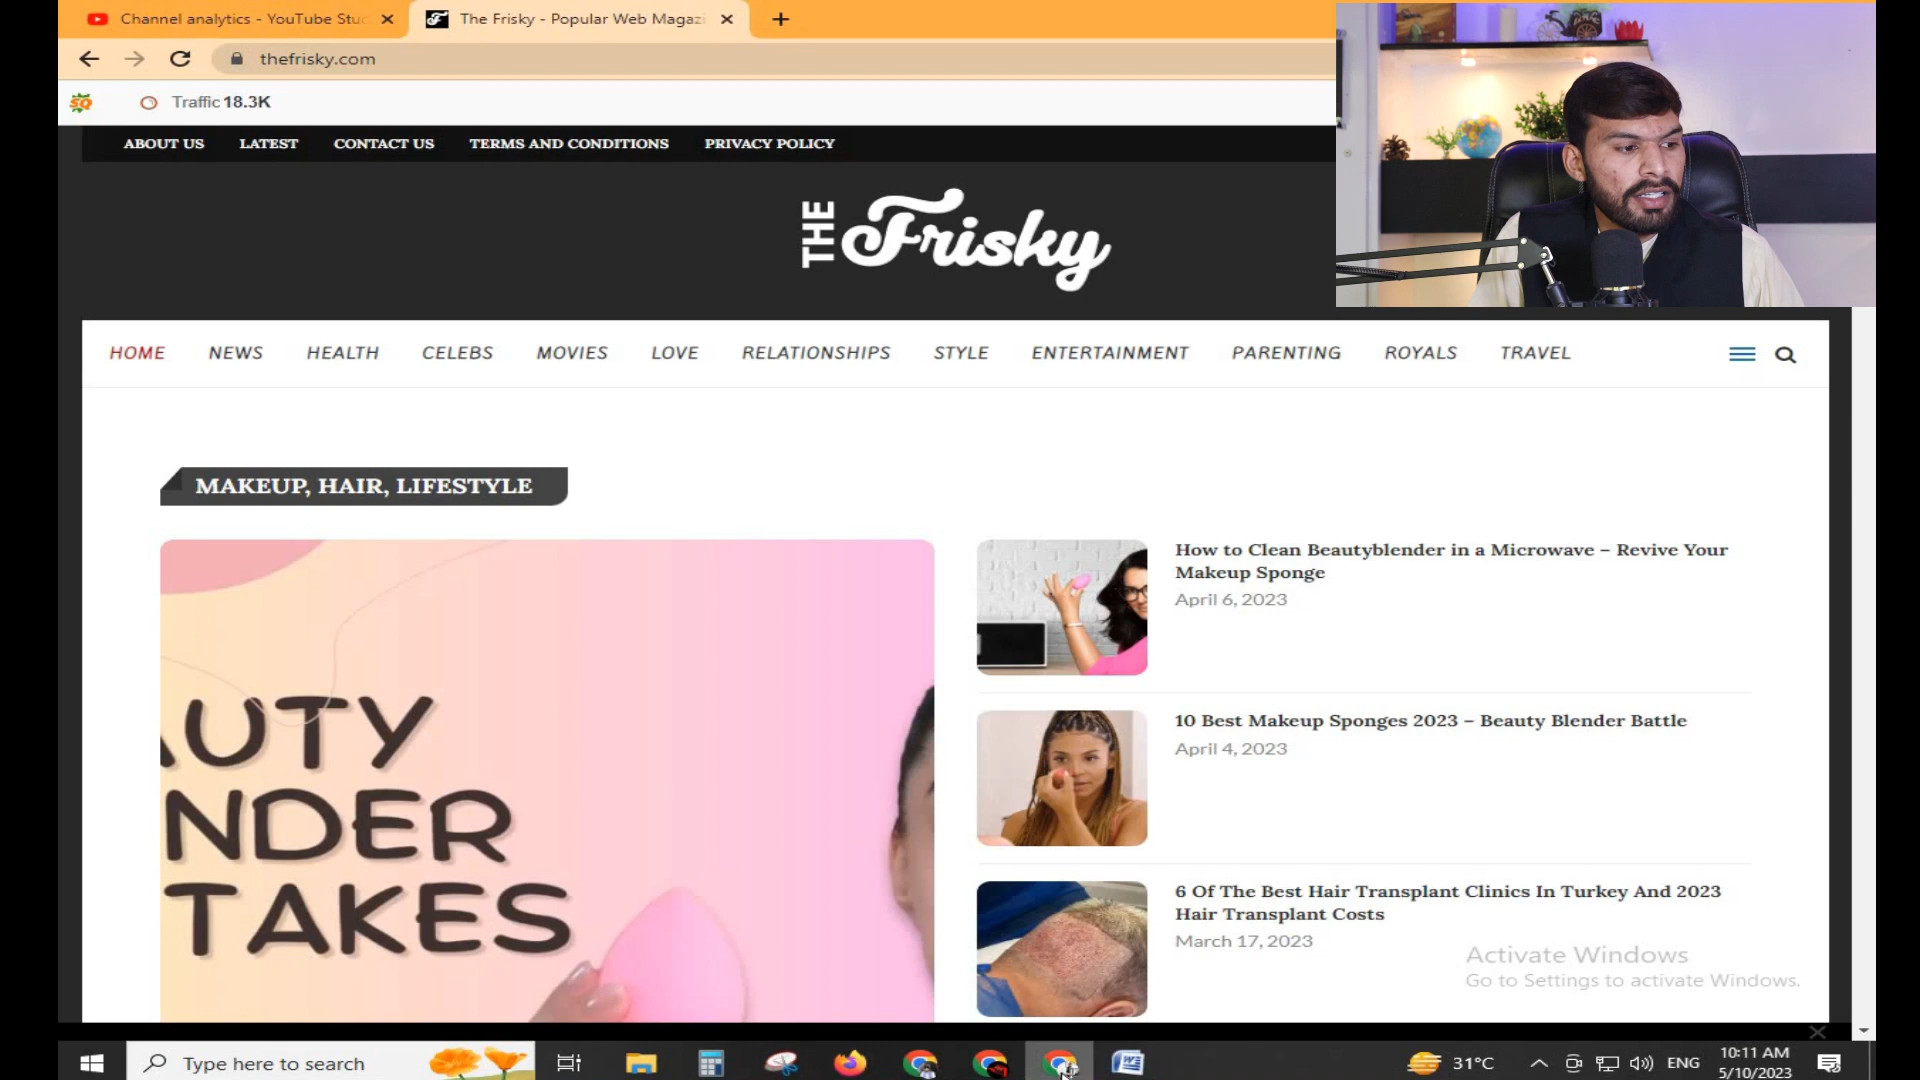 Channel analytics - YouTube Stu
The Frisky - Popular Web Magazi
thefrisky.com
SQ
Traffic 18.3K
ABOUT US LATEST CONTACT US TERMS AND CONDITIONS PRIVACY POLICY
THE Frisky
HOME NEWS HEALTH CELEBS MOVIES LOVE RELATIONSHIPS STYLE ENTERTAINMENT PARENTING ROYALS TRAVEL
MAKEUP, HAIR, LIFESTYLE
AUTY
NDER
TAKES
How to Clean Beautyblender in a Microwave – Revive Your
Makeup Sponge
April 6, 2023
10 Best Makeup Sponges 2023 – Beauty Blender Battle
April 4, 2023
6 Of The Best Hair Transplant Clinics In Turkey And 2023
Hair Transplant Costs
March 17, 2023
Activate Windows
Go to Settings to activate Windows.
Type here to search
31°C
ENG
10:11 AM
5/10/2023